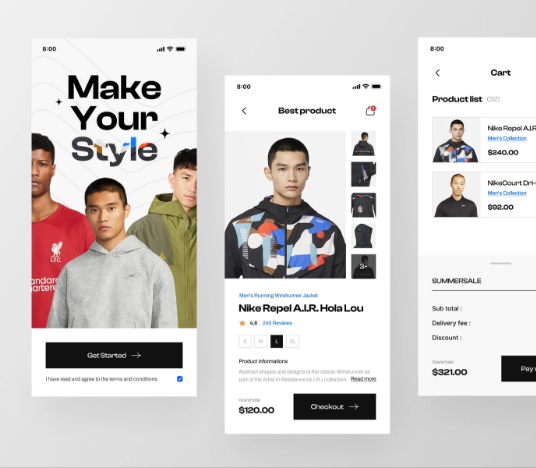 8:00
Make
Your
Style
LFC
Get Started
I have read and agree to the terms and conditions
8:00
Best product
3+
Men's Running Windrunner Jacket
Nike Repel A.I.R. Hola Lou
4,8
240 Reviews
S M L XL
Product informations
Abstract shapes and designs to the classic Windrunner as
part of the Artist In Residence (A.I.R.) collection. Read more
Grand total
$120.00
Checkout
8:00
Cart
Product list (32)
Nike Repel A.I.R
Men's Collection
$240.00
NikeCourt Dri-
Men's Collection
$92.00
SUMMERSALE
Sub total :
Delivery fee :
Discount :
Grand total
$321.00
Pay